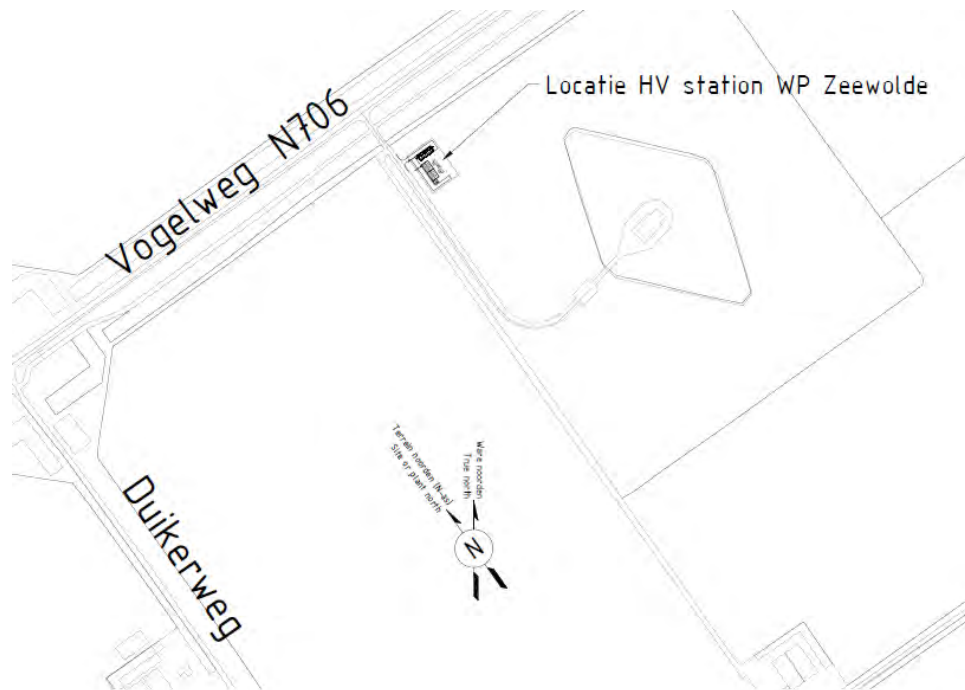 Locatie HV station WP Zeewolde
Vogelweg N706
Terrein noorden (N-as)
Site or plant north
Ware noorden
True north
N
Duikerweg